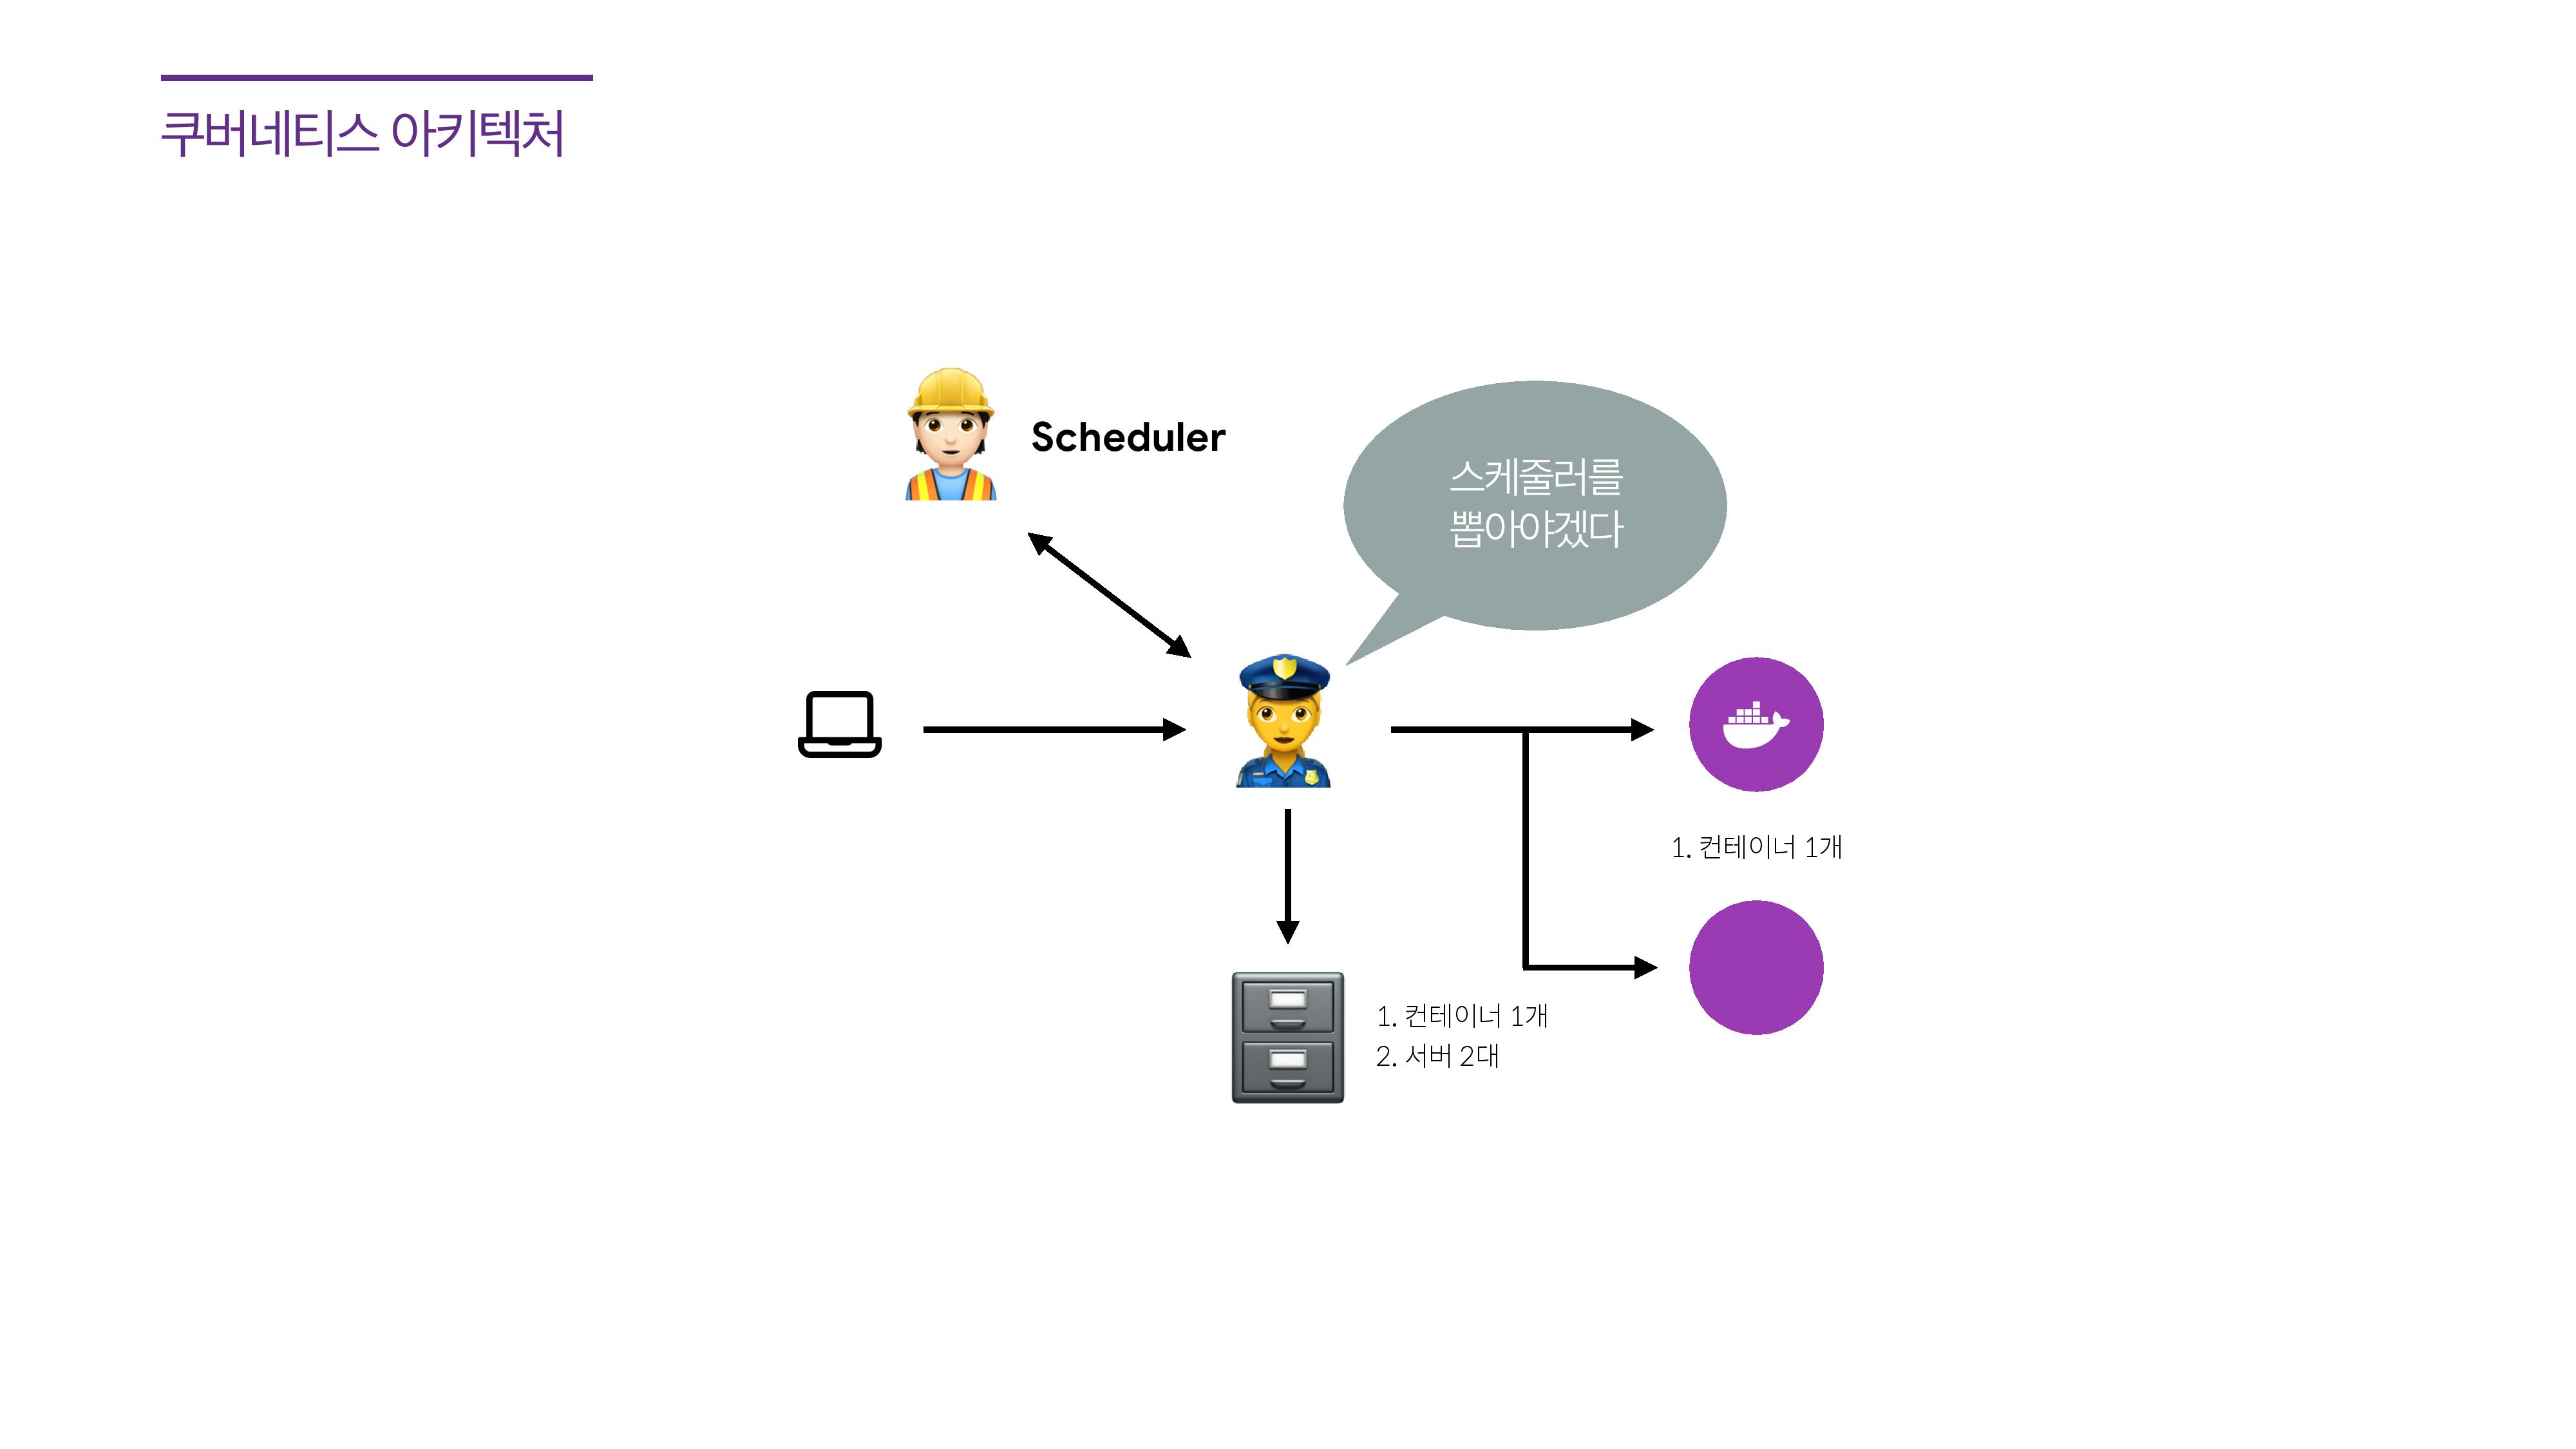 쿠버네티스 아키텍처
Scheduler
스케줄러를
뽑아야겠다
1. 컨테이너 1개
1. 컨테이너 1개
2. 서버 2대